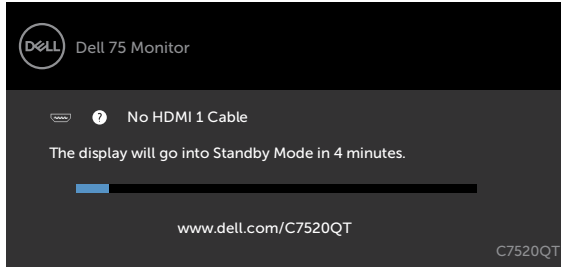 DELL
Dell 75 Monitor
? No HDMI 1 Cable
The display will go into Standby Mode in 4 minutes.
www.dell.com/C7520QT
C7520QT